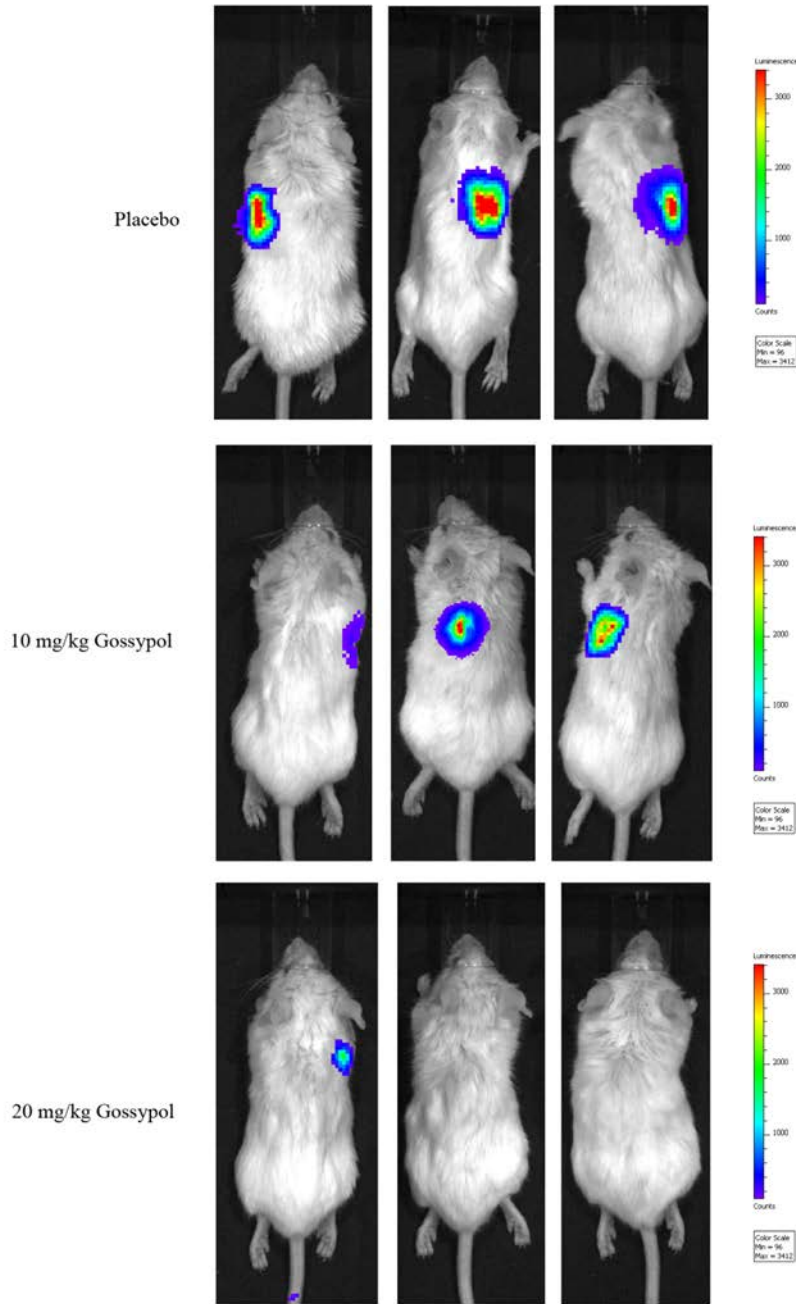 Luminescence
3000
2000
1000
Counts
Color Scale
Min = 96
Max = 3412
Placebo
Luminescence
3000
2000
1000
Counts
Color Scale
Min = 96
Max = 3412
10 mg/kg Gossypol
Luminescence
3000
2000
1000
Counts
Color Scale
Min = 96
Max = 3412
20 mg/kg Gossypol